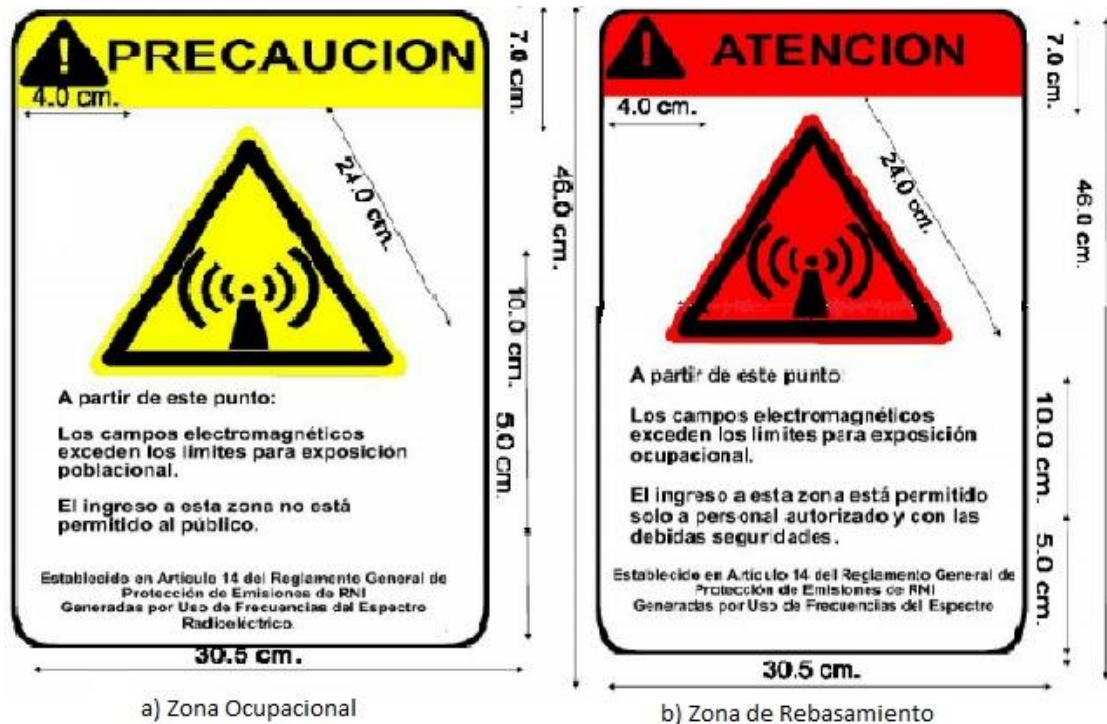 PRECAUCION
4.0 cm.
7.0 cm.
24.0 cm.
46.0 cm.
10.0 cm.
5.0 cm.
A partir de este punto:
Los campos electromagnéticos
exceden los limites para exposición
poblacional.
El ingreso a esta zona no está
permitido al público.
Establecido en Articulo 14 del Reglamento General de
Protección de Emisiones de RNI
Generadas por Uso de Frecuencias del Espectro
Radioeléctrico.
30.5 cm.
a) Zona Ocupacional
ATENCION
4.0 cm.
7.0 cm.
24.0 cm.
46.0 cm.
10.0 cm.
5.0 cm.
A partir de este punto:
Los campos electromagnéticos
exceden los limites para exposición
ocupacional.
El ingreso a esta zona está permitido
solo a personal autorizado y con las
debidas seguridades.
Establecido en Artículo 14 del Reglamento General de
Protección de Emisiones de RNI
Generadas por Uso de Frecuencias del Espectro
30.5 cm.
b) Zona de Rebasamiento